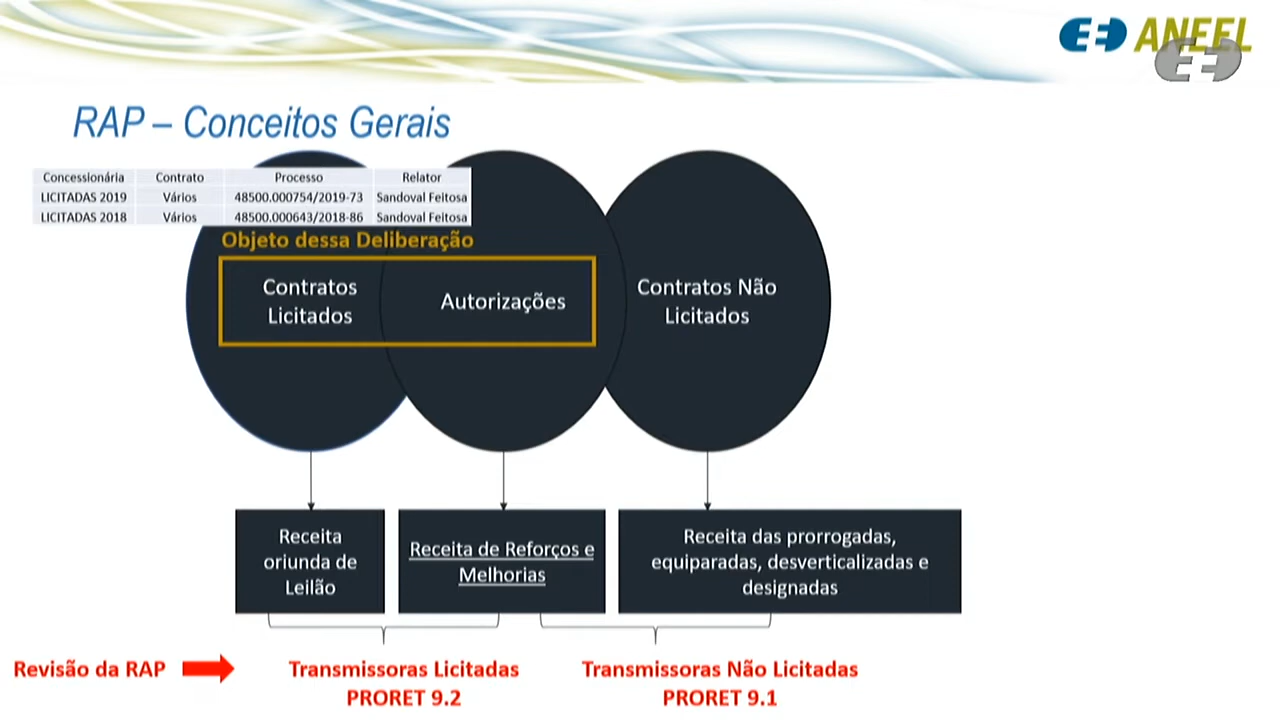 ANEEL
RAP – Conceitos Gerais
Concessionária Contrato Processo Relator
LICITADAS 2019 Vários 48500.000754/2019-73 Sandoval Feitosa
LICITADAS 2018 Vários 48500.000643/2018-86 Sandoval Feitosa
Objeto dessa Deliberação
Contratos
Licitados
Autorizações
Contratos Não
Licitados
Receita
oriunda de
Leilão
Receita de Reforços e
Melhorias
Receita das prorrogadas,
equiparadas, desverticalizadas e
designadas
Revisão da RAP
Transmissoras Licitadas
PRORET 9.2
Transmissoras Não Licitadas
PRORET 9.1